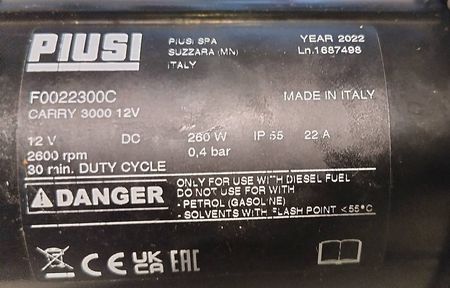 PIUSI
PIUSI SPA
SUZZARA (MN)
ITALY
YEAR 2022
Ln.1687498
F0022300C
MADE IN ITALY
CARRY 3000 12V
12 V DC 260 W IP 55 22 A
2600 rpm 0,4 bar
30 min. DUTY CYCLE
DANGER
ONLY FOR USE WITH DIESEL FUEL
DO NOT USE FOR WITH
- PETROL (GASOLINE)
- SOLVENTS WITH FLASH POINT <55°C
CE UK CA EAC